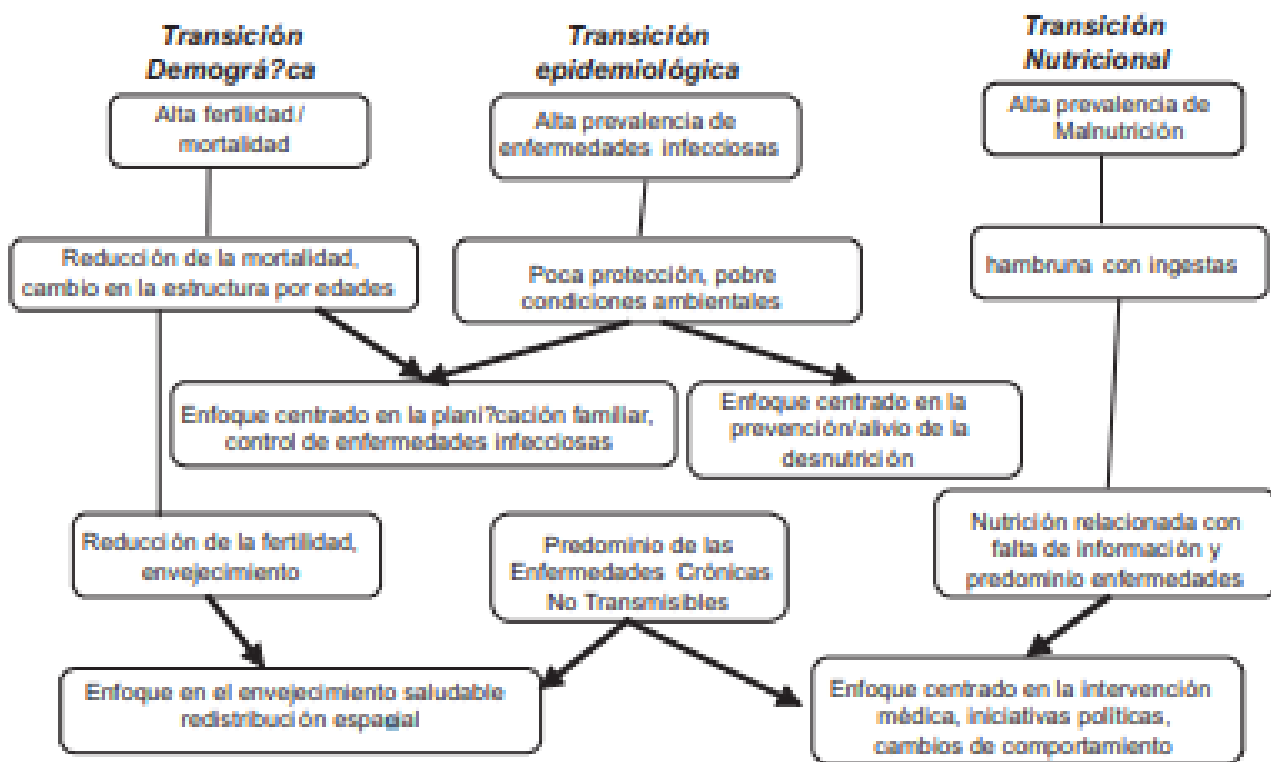 Transición
Demográ?ca
Transición
epidemiológica
Transición
Nutricional
Alta fertilidad/
mortalidad
Alta prevalencia de
enfermedades infecciosas
Alta prevalencia de
Malnutrición
Reducción de la mortalidad,
cambio en la estructura por edades
Poca protección, pobre
condiciones ambientales
hambruna con ingestas
Enfoque centrado en la plani?cación familiar,
control de enfermedades infecciosas
Enfoque centrado en la
prevención/alivio de la
desnutrición
Reducción de la fertilidad,
envejecimiento
Predominio de las
Enfermedades Crónicas
No Transmisibles
Nutrición relacionada con
falta de información y
predominio enfermedades
Enfoque en el envejecimiento saludable
redistribución espagial
Enfoque centrado en la intervención
médica, iniciativas políticas,
cambios de comportamiento